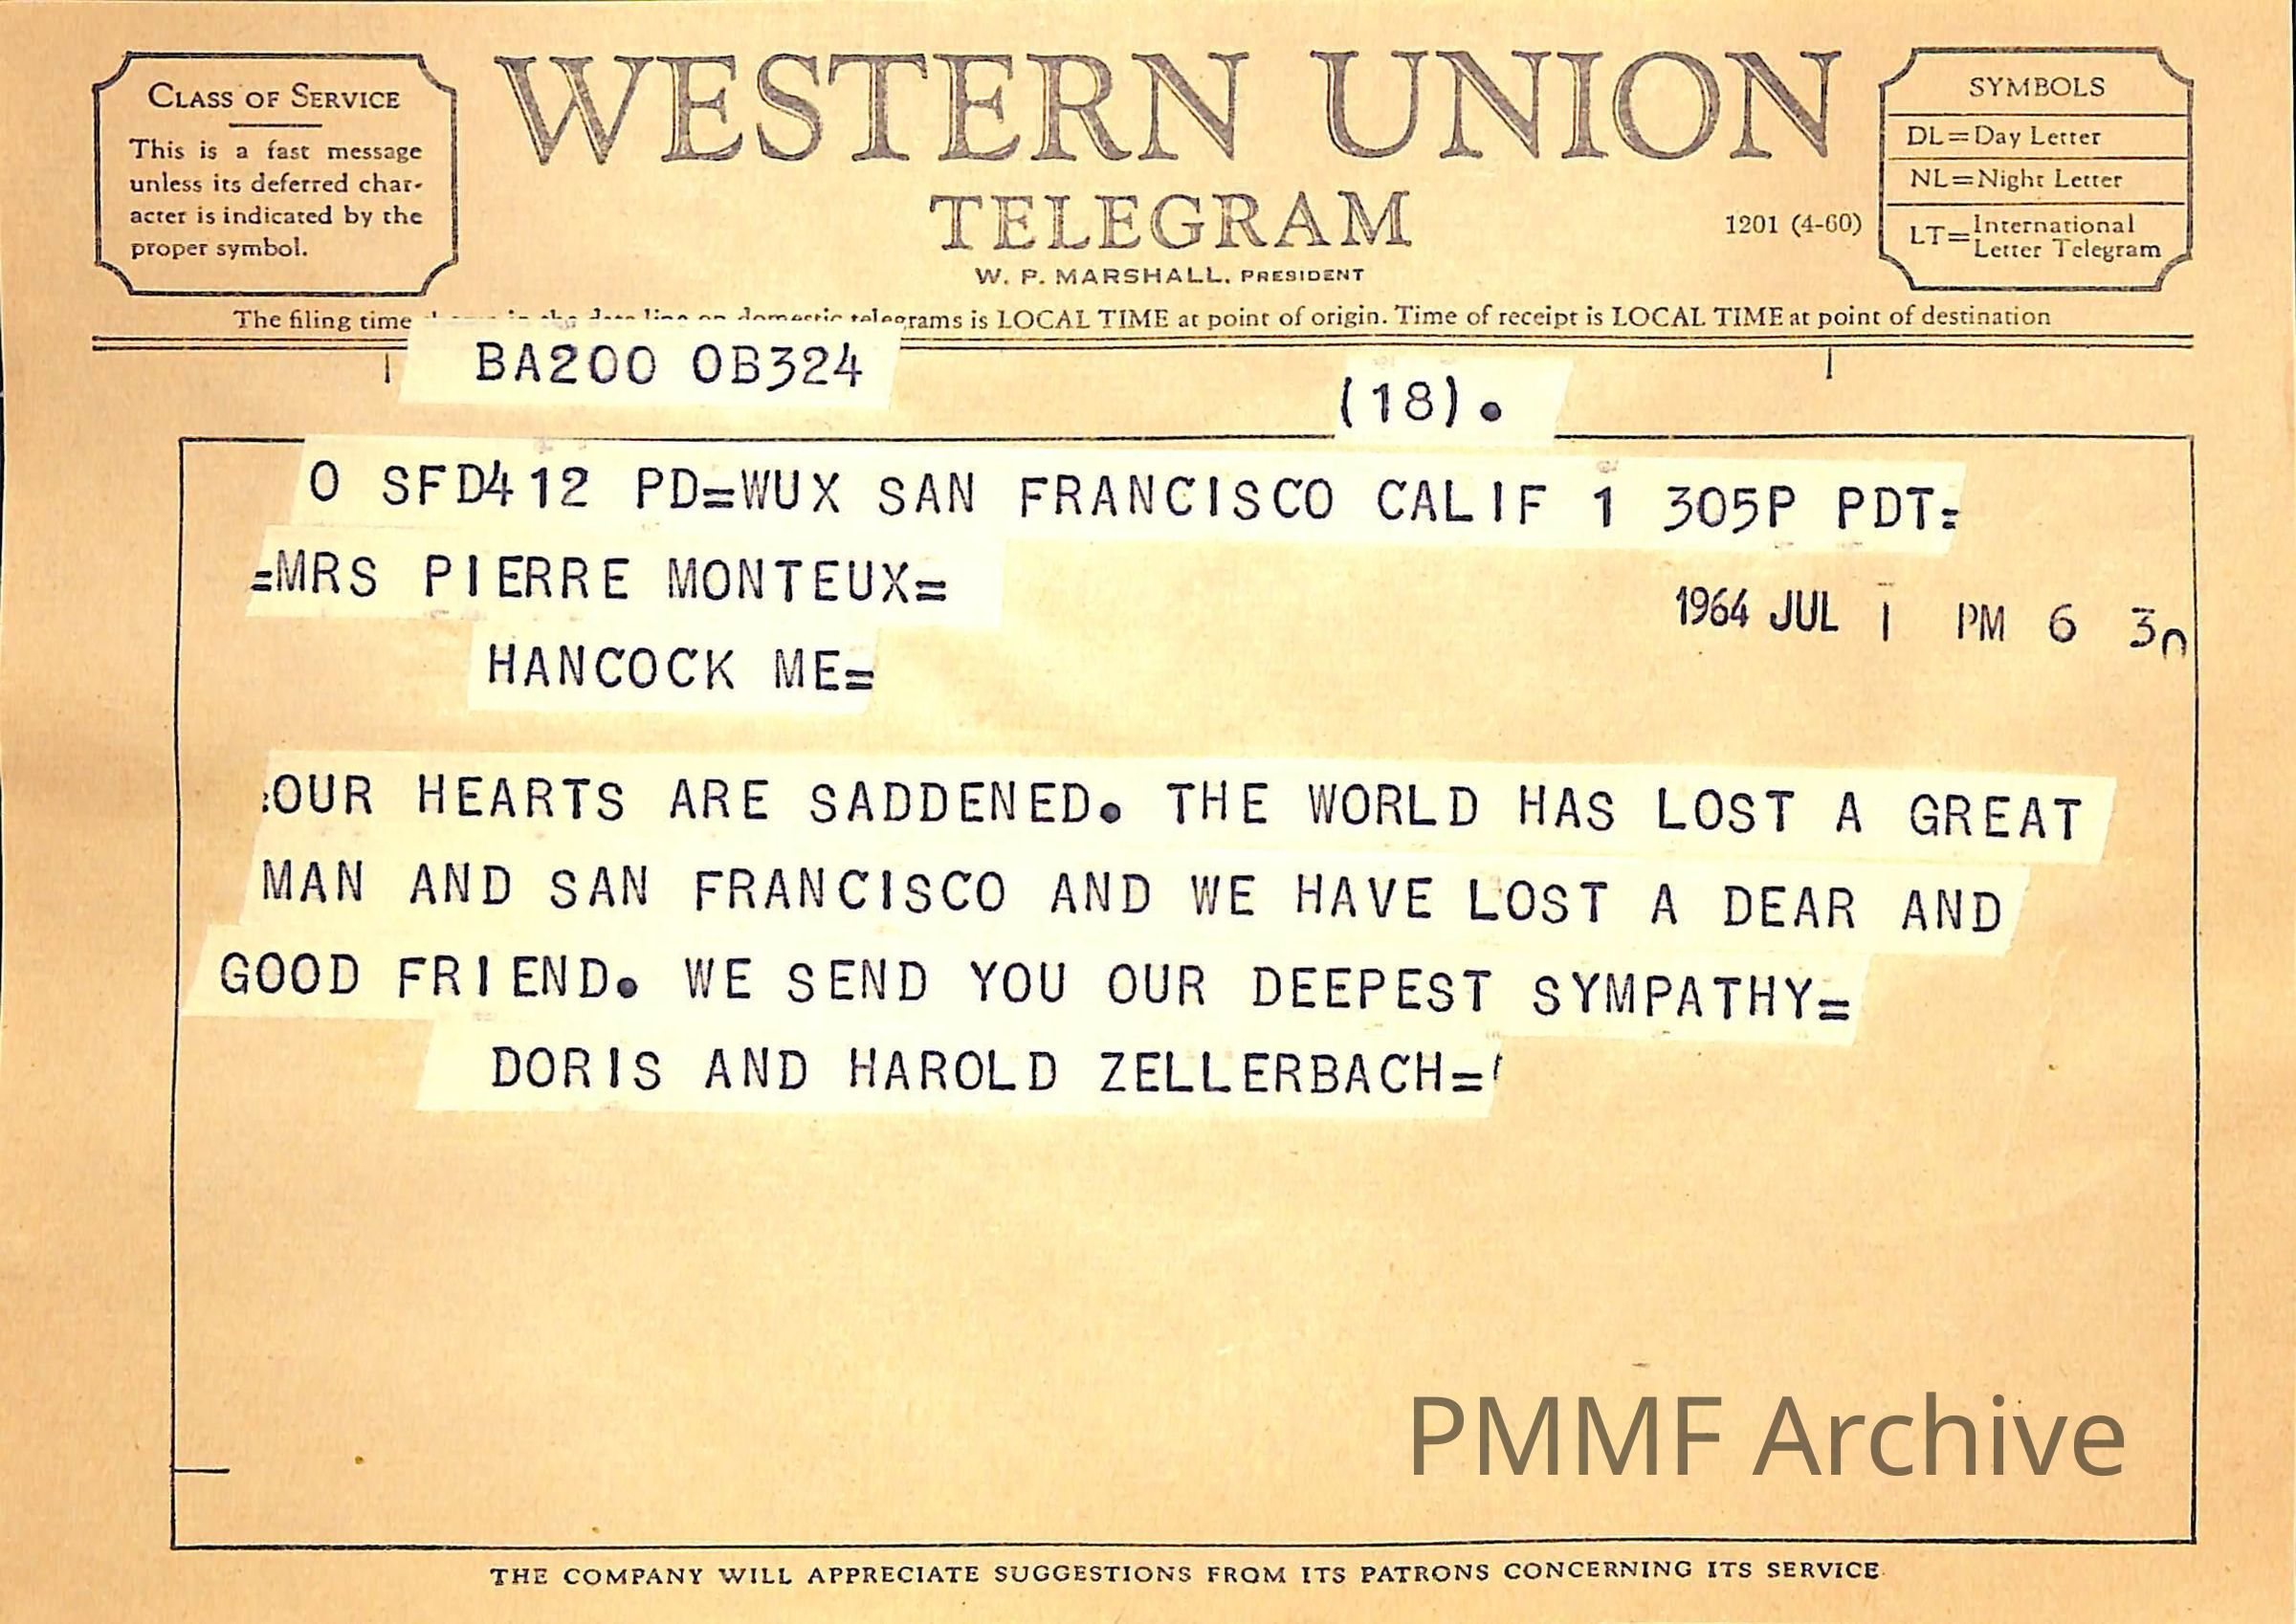 CLASS OF SERVICE
This is a fast message
unless its deferred char-
acter is indicated by the
proper symbol.
WESTERN UNION
TELEGRAM
W. P. MARSHALL, PRESIDENT
1201 (4-60)
SYMBOLS
DL=Day Letter
NL=Night Letter
LT=International
Letter Telegram
The filing time shown in the date line on domestic telegrams is LOCAL TIME at point of origin. Time of receipt is LOCAL TIME at point of destination
BA200 OB324
(18).
O SFD412 PD=WUX SAN FRANCISCO CALIF 1 305P PDT=
=MRS PIERRE MONTEUX=
1964 JUL 1 PM 6 30
HANCOCK ME=
:OUR HEARTS ARE SADDENED. THE WORLD HAS LOST A GREAT
MAN AND SAN FRANCISCO AND WE HAVE LOST A DEAR AND
GOOD FRIEND. WE SEND YOU OUR DEEPEST SYMPATHY=
DORIS AND HAROLD ZELLERBACH=
PMMF Archive
THE COMPANY WILL APPRECIATE SUGGESTIONS FROM ITS PATRONS CONCERNING ITS SERVICE